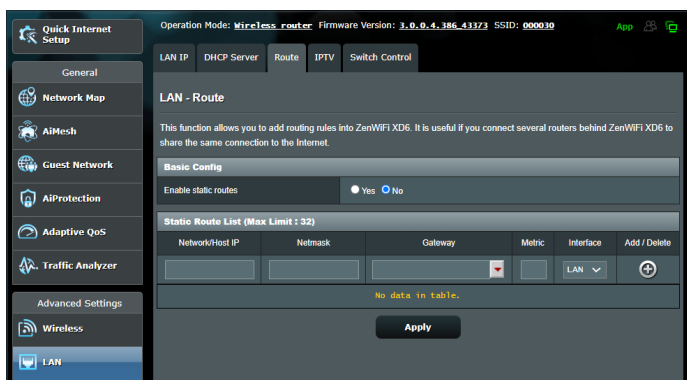 Quick Internet
Setup
Operation Mode: Wireless router Firmware Version: 3.0.0.4.386_43373 SSID: 000030 App
LAN IP DHCP Server Route IPTV Switch Control
General
Network Map
AiMesh
Guest Network
AiProtection
Adaptive QoS
Traffic Analyzer
Advanced Settings
Wireless
LAN
LAN - Route
This function allows you to add routing rules into ZenWiFi XD6. It is useful if you connect several routers behind ZenWiFi XD6 to
share the same connection to the Internet.
Basic Config
Enable static routes Yes No
Static Route List (Max Limit : 32)
Network/Host IP Netmask Gateway Metric Interface Add / Delete
LAN
No data in table.
Apply